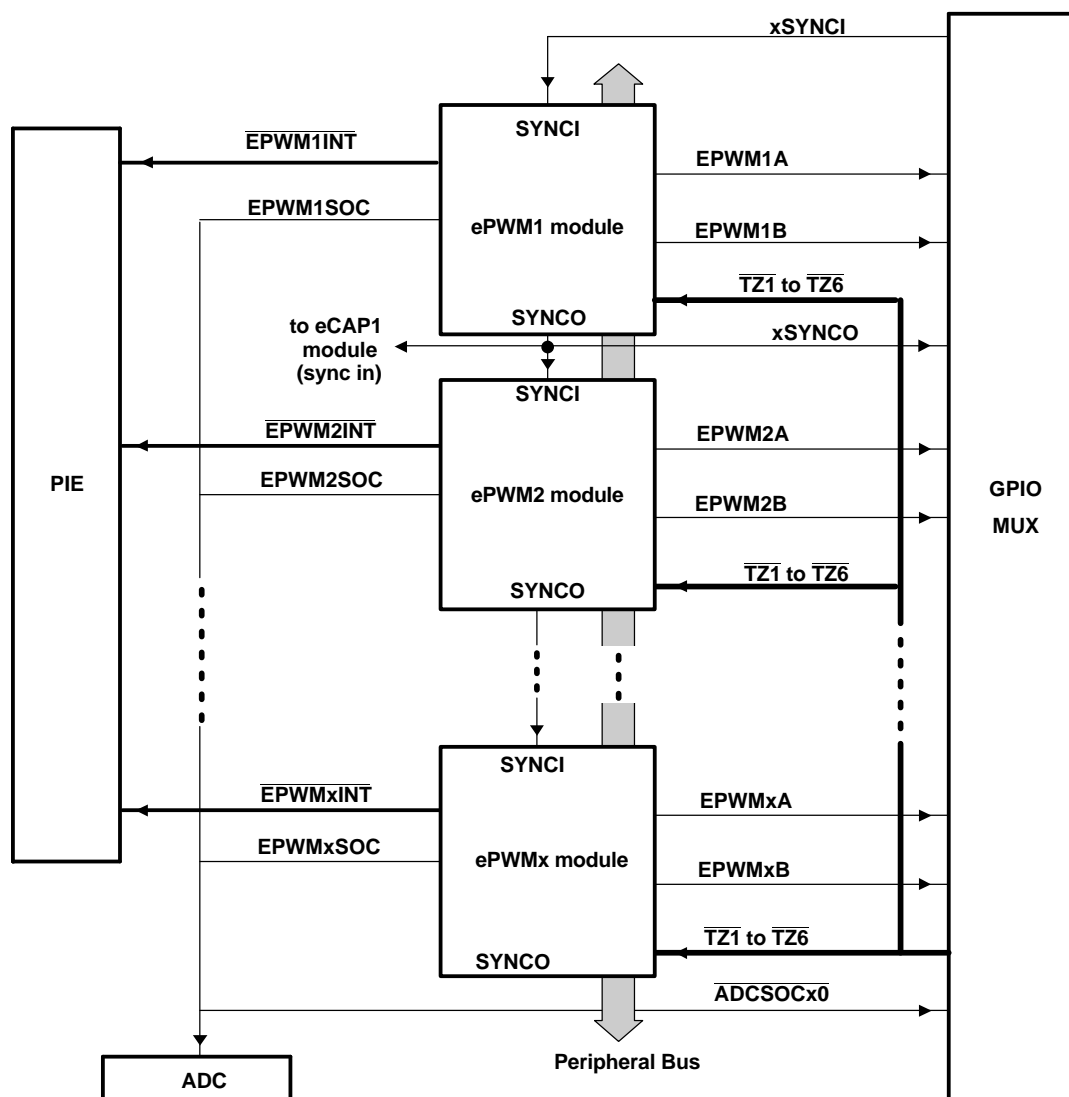 xSYNCI
SYNCI
EPWM1INT
EPWM1A
EPWM1SOC
ePWM1 module
EPWM1B
TZ1 to TZ6
SYNCO
to eCAP1
module
(sync in)
xSYNCO
SYNCI
EPWM2INT
EPWM2A
PIE
EPWM2SOC
ePWM2 module
EPWM2B
GPIO
MUX
TZ1 to TZ6
SYNCO
SYNCI
EPWMxINT
EPWMxA
EPWMxSOC
ePWMx module
EPWMxB
TZ1 to TZ6
SYNCO
ADCSOCx0
Peripheral Bus
ADC